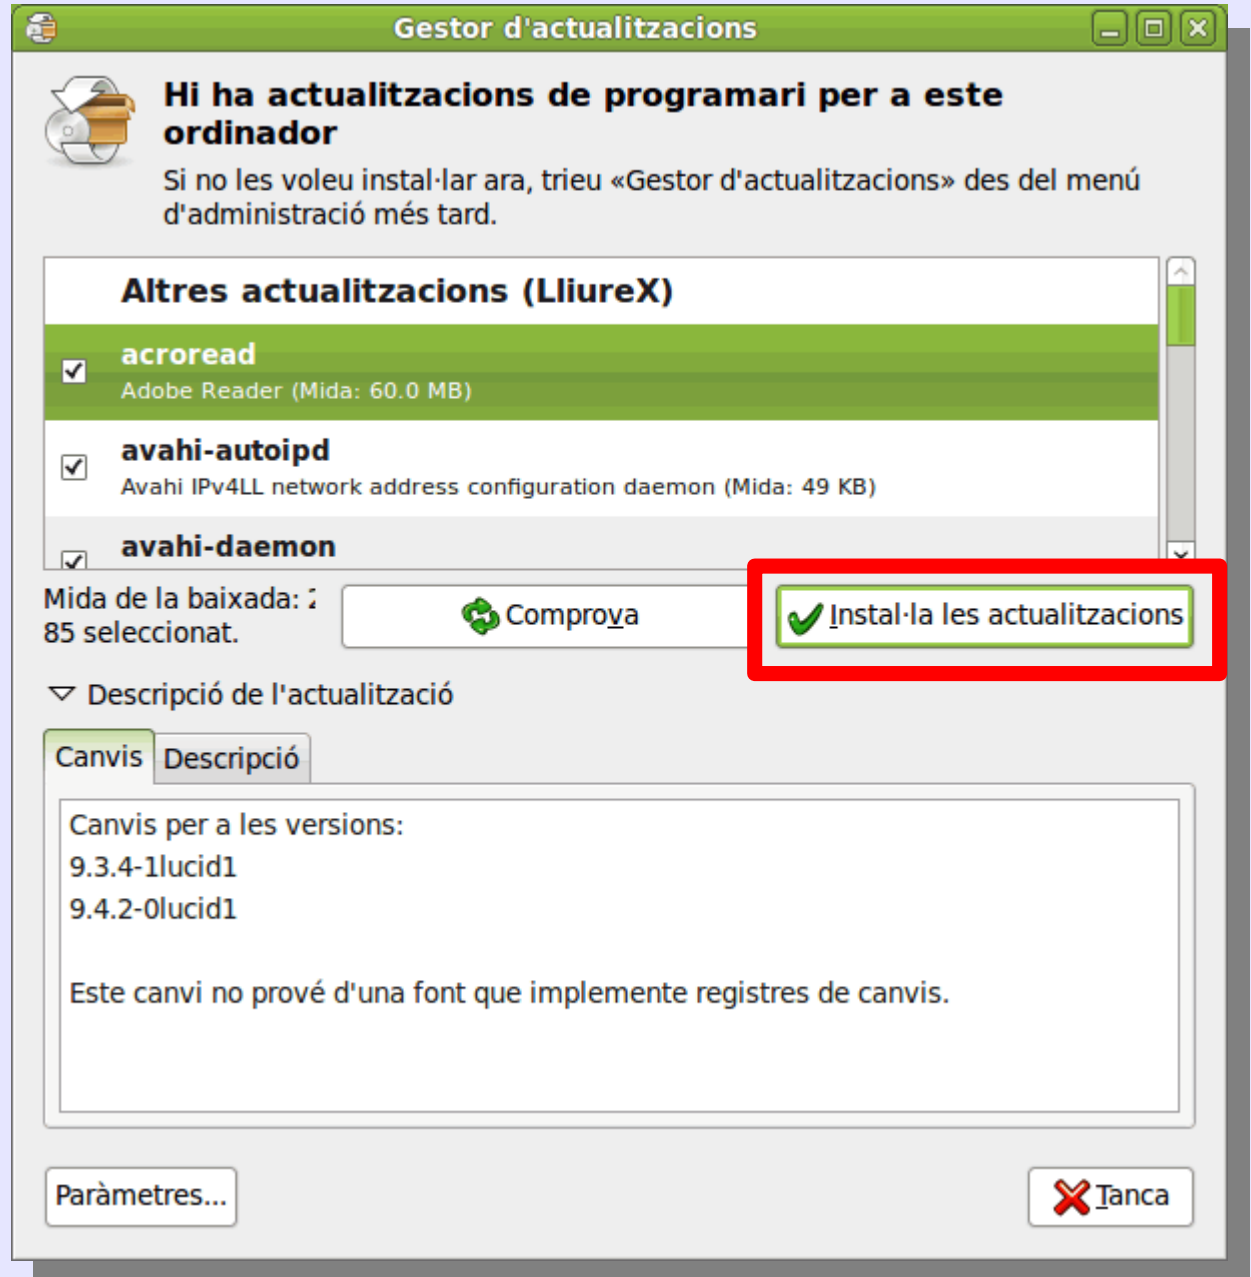 Gestor d'actualitzacions
Hi ha actualitzacions de programari per a este
ordinador
Si no les voleu instal·lar ara, trieu «Gestor d'actualitzacions» des del menú
d'administració més tard.
Altres actualitzacions (LliureX)
acroread
Adobe Reader (Mida: 60.0 MB)
avahi-autoipd
Avahi IPv4LL network address configuration daemon (Mida: 49 KB)
avahi-daemon
Mida de la baixada:
85 seleccionat.
Comprova
Instal·la les actualitzacions
Descripció de l'actualització
Canvis
Descripció
Canvis per a les versions:
9.3.4-1lucid1
9.4.2-0lucid1
Este canvi no prové d'una font que implemente registres de canvis.
Paràmetres...
Tanca